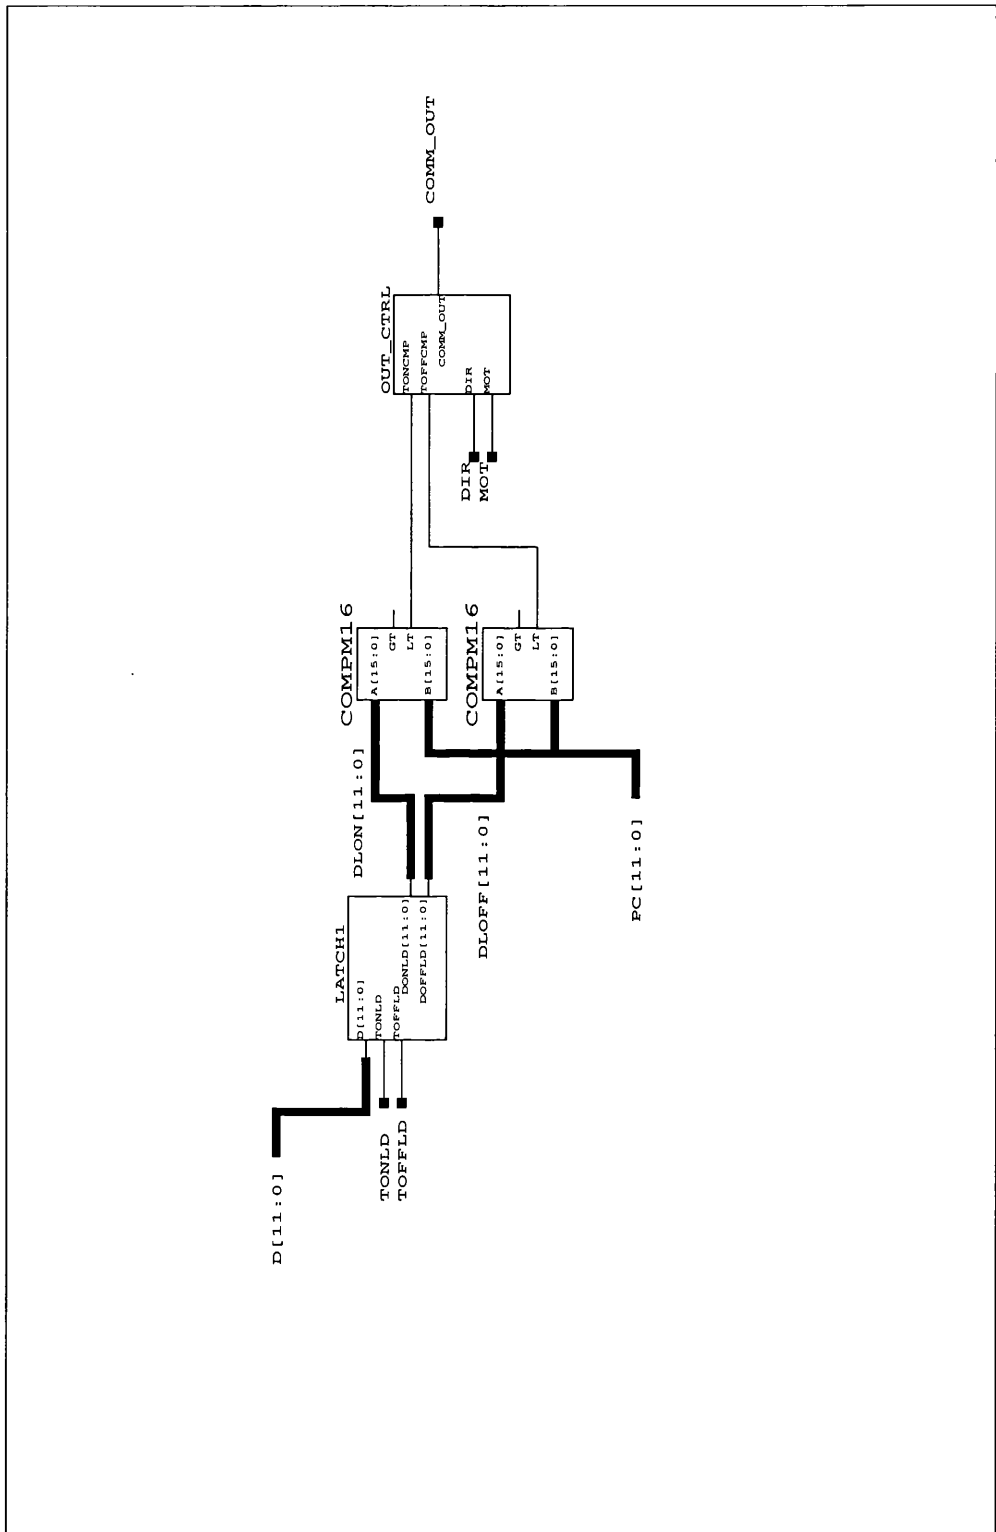 D[11:0]
TONLD
TOFFLD
LATCH1
D[11:0]
TONLD
TOFFLD
DONLD[11:0]
DOFFLD[11:0]
DLON[11:0]
DLOFF[11:0]
PC[11:0]
COMPM16
A[15:0]
GT
LT
B[15:0]
COMPM16
A[15:0]
GT
LT
B[15:0]
DIR
MOT
OUT_CTRL
TONCMP
TOFFCMP
COMM_OUT
DIR
MOT
COMM_OUT